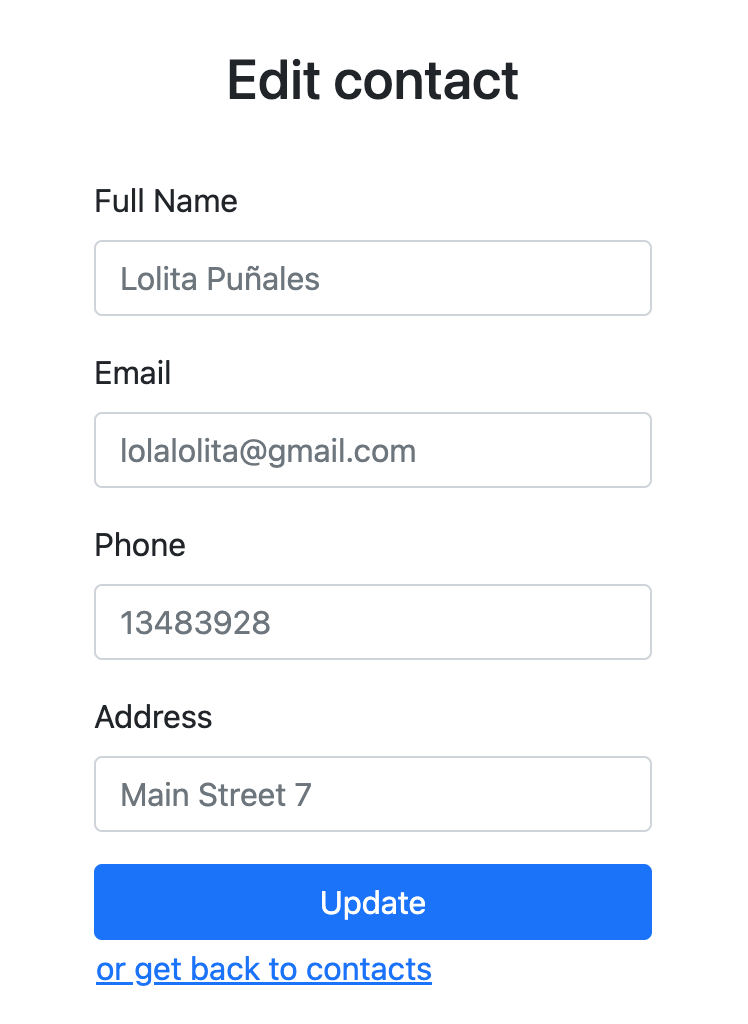 Edit contact
Full Name
Lolita Puñales
Email
lolalolita@gmail.com
Phone
13483928
Address
Main Street 7
Update
or get back to contacts